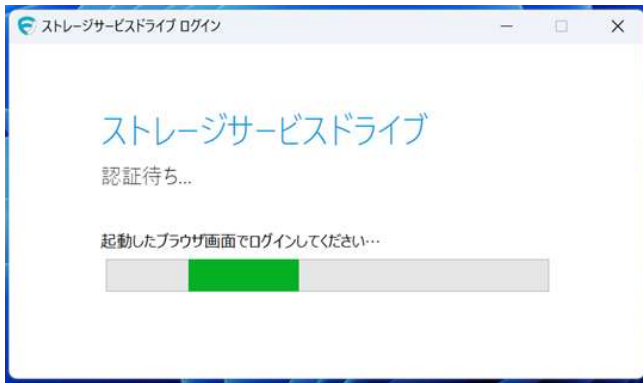 ストレージサービスドライブ ログイン
ストレージサービスドライブ
認証待ち...
起動したブラウザ画面でログインしてください…